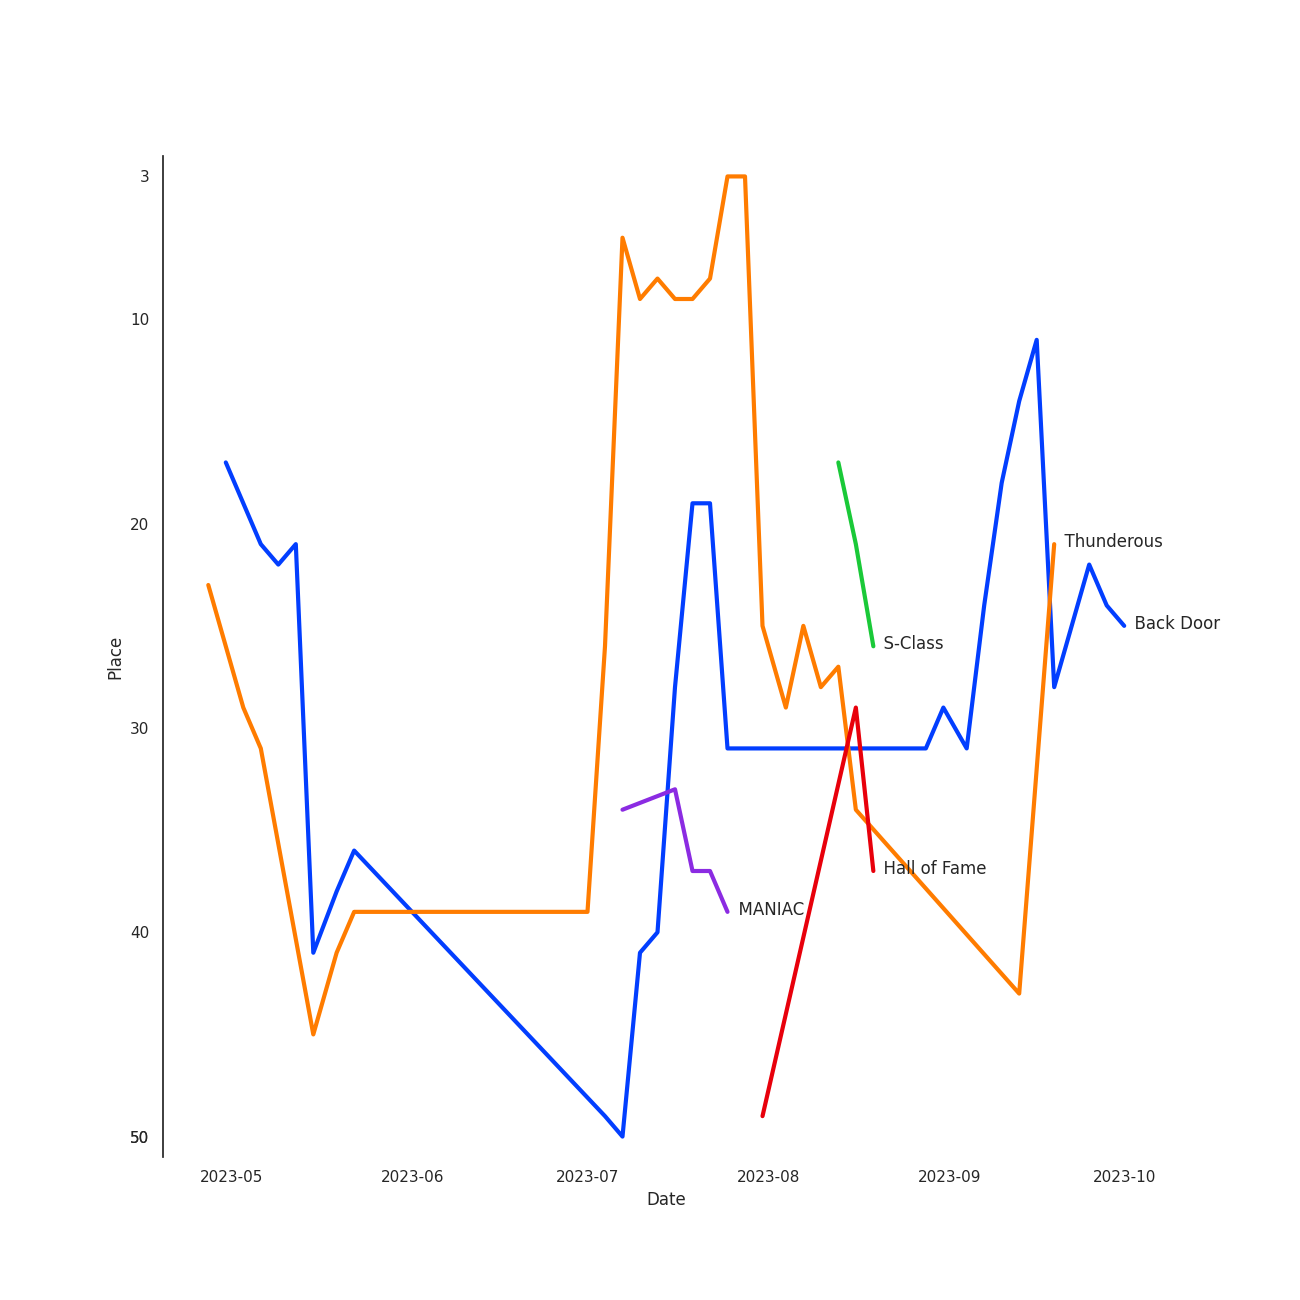 3
10
20
30
40
50
Place
Thunderous
Back Door
S-Class
Hall of Fame
MANIAC
2023-05
2023-06
2023-07
2023-08
2023-09
2023-10
Date